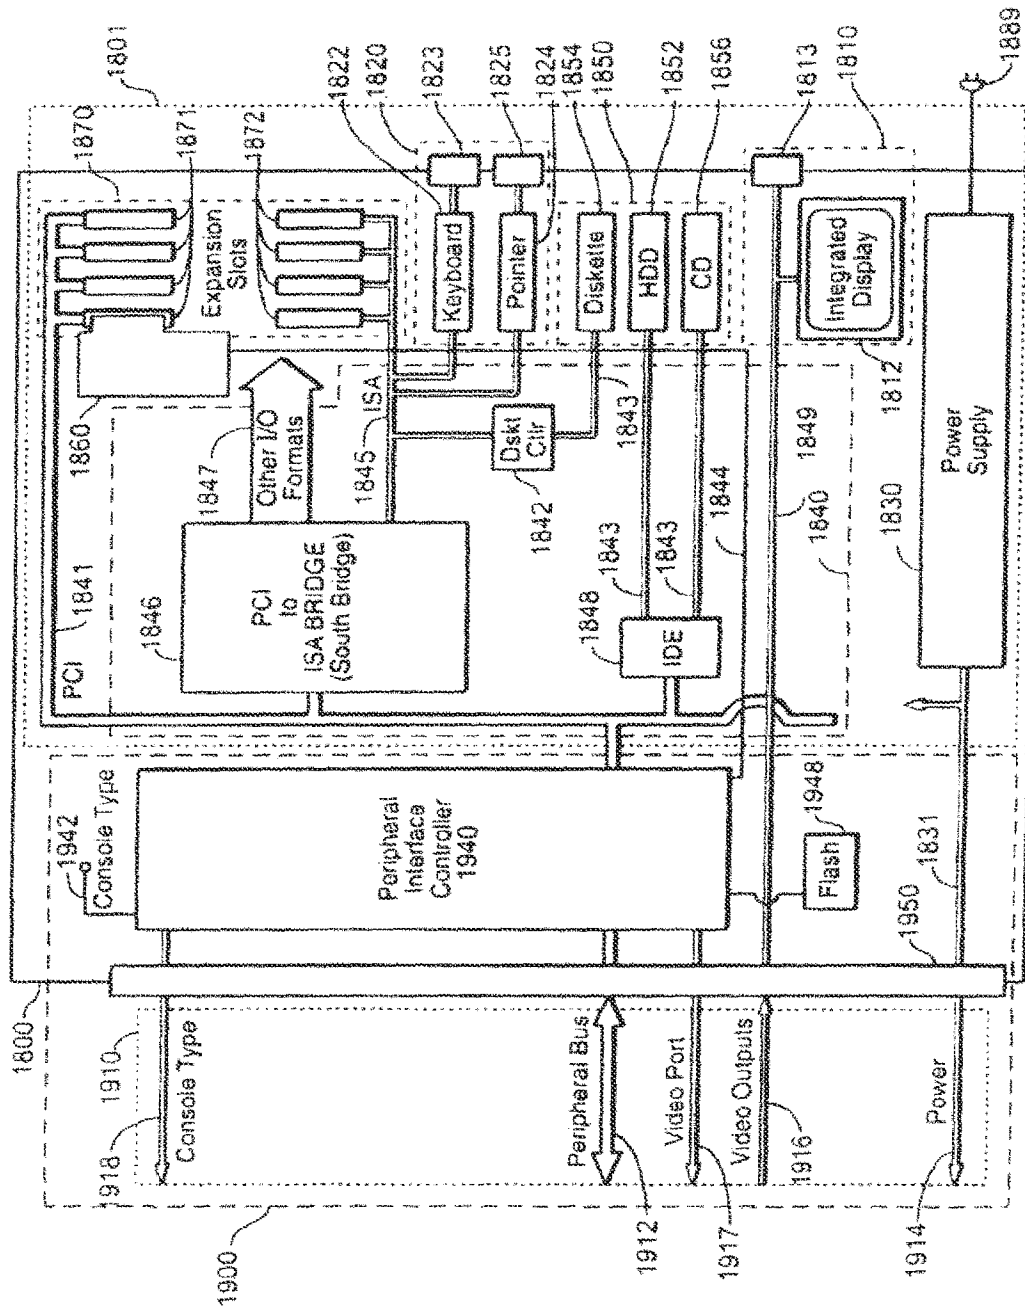 1801
1870
1871
1872
1822
1820
1823
1825
1824
1854
1850
1852
1856
1813
1810
1889
Expansion
Slots
Keyboard
Pointer
Diskette
HDD
CD
Integrated
Display
1812
1860
1847
Other I/O
Formats
1845
ISA
Dskt
Ctlr
1842
1843
1844
1849
1840
1830
Power
Supply
PCI
1841
1846
PCI
to
ISA BRIDGE
(South Bridge)
1843
1843
1848
IDE
Console Type
1942
Peripheral
Interface
Controller
1940
1948
Flash
1831
1950
1800
1910
1918
Console Type
Peripheral Bus
1912
Video Port
1917
Video Outputs
1916
Power
1914
1900